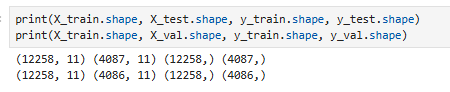 print(X_train.shape, X_test.shape, y_train.shape, y_test.shape)
print(X_train.shape, X_val.shape, y_train.shape, y_val.shape)
(12258, 11) (4087, 11) (12258,) (4087,)
(12258, 11) (4086, 11) (12258,) (4086,)